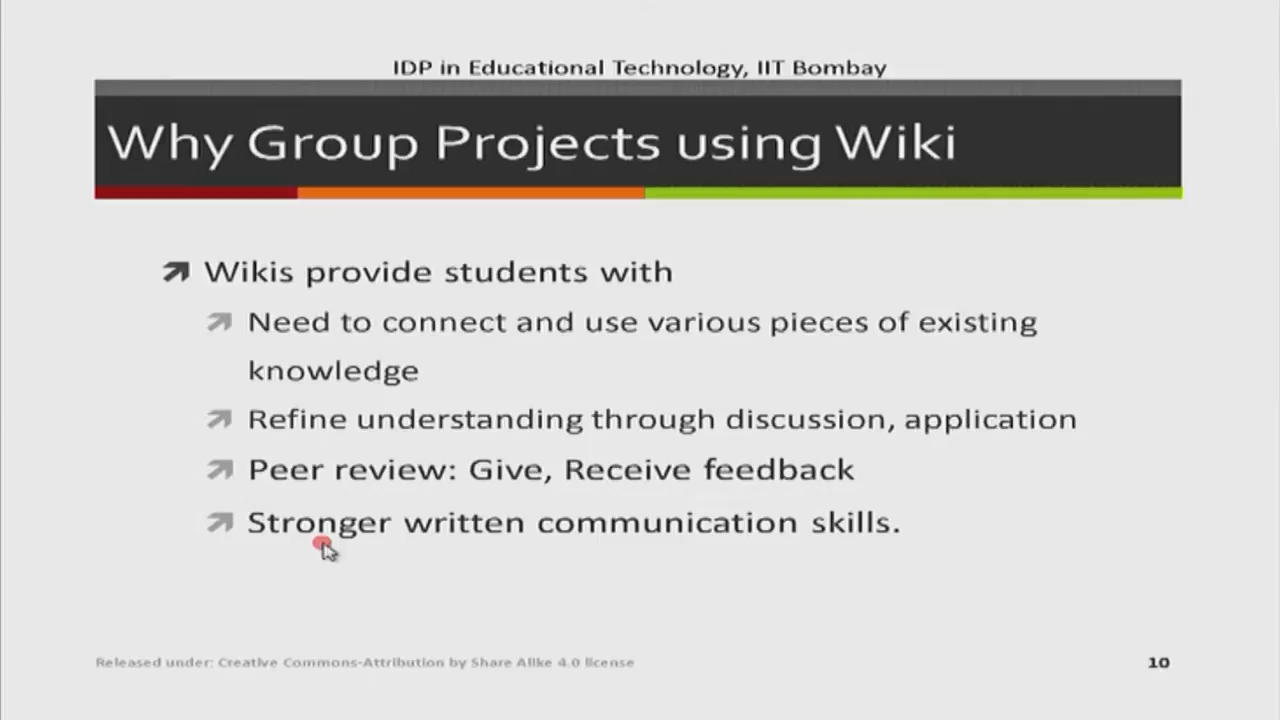 IDP in Educational Technology, IIT Bombay
Why Group Projects using Wiki
Wikis provide students with
Need to connect and use various pieces of existing
knowledge
Refine understanding through discussion, application
Peer review: Give, Receive feedback
Stronger written communication skills.
Released under: Creative Commons-Attribution by Share Alike 4.0 license
10